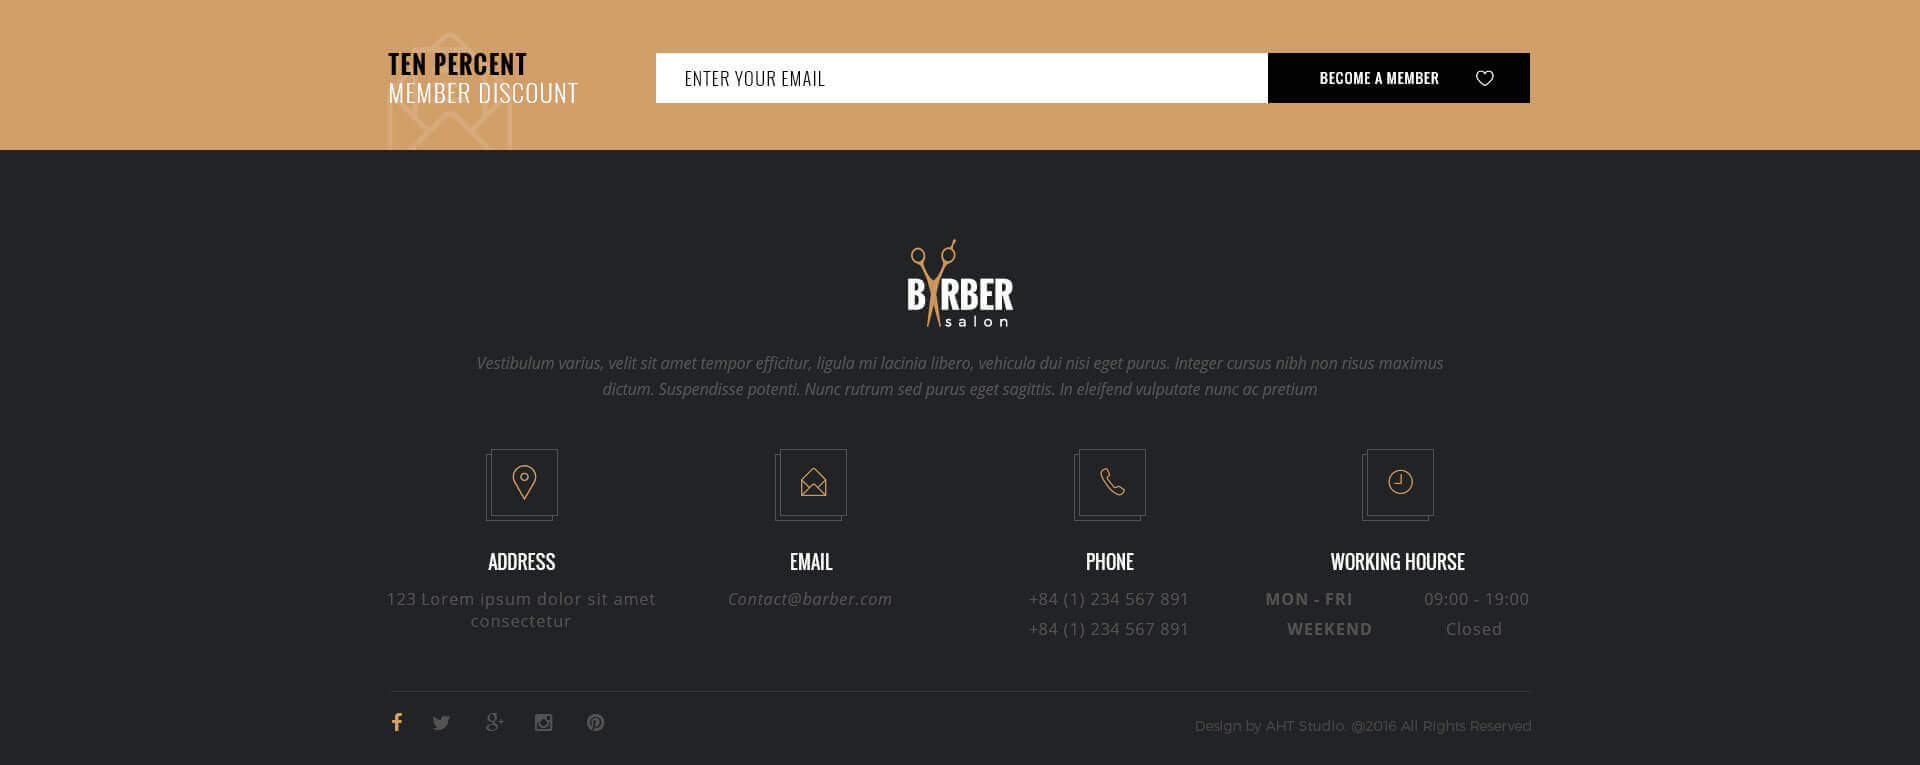 TEN PERCENT
MEMBER DISCOUNT
ENTER YOUR EMAIL
BECOME A MEMBER
BARBER
salon
Vestibulum varius, velit sit amet tempor efficitur, ligula mi lacinia libero, vehicula dui nisi eget purus. Integer cursus nibh non risus maximus
dictum. Suspendisse potenti. Nunc rutrum sed purus eget sagittis. In eleifend vulputate nunc ac pretium
ADDRESS
123 Lorem ipsum dolor sit amet
consectetur
EMAIL
Contact@barber.com
PHONE
+84 (1) 234 567 891
+84 (1) 234 567 891
WORKING HOURSE
MON - FRI 09:00 - 19:00
WEEKEND Closed
Design by AHT Studio. @2016 All Rights Reserved